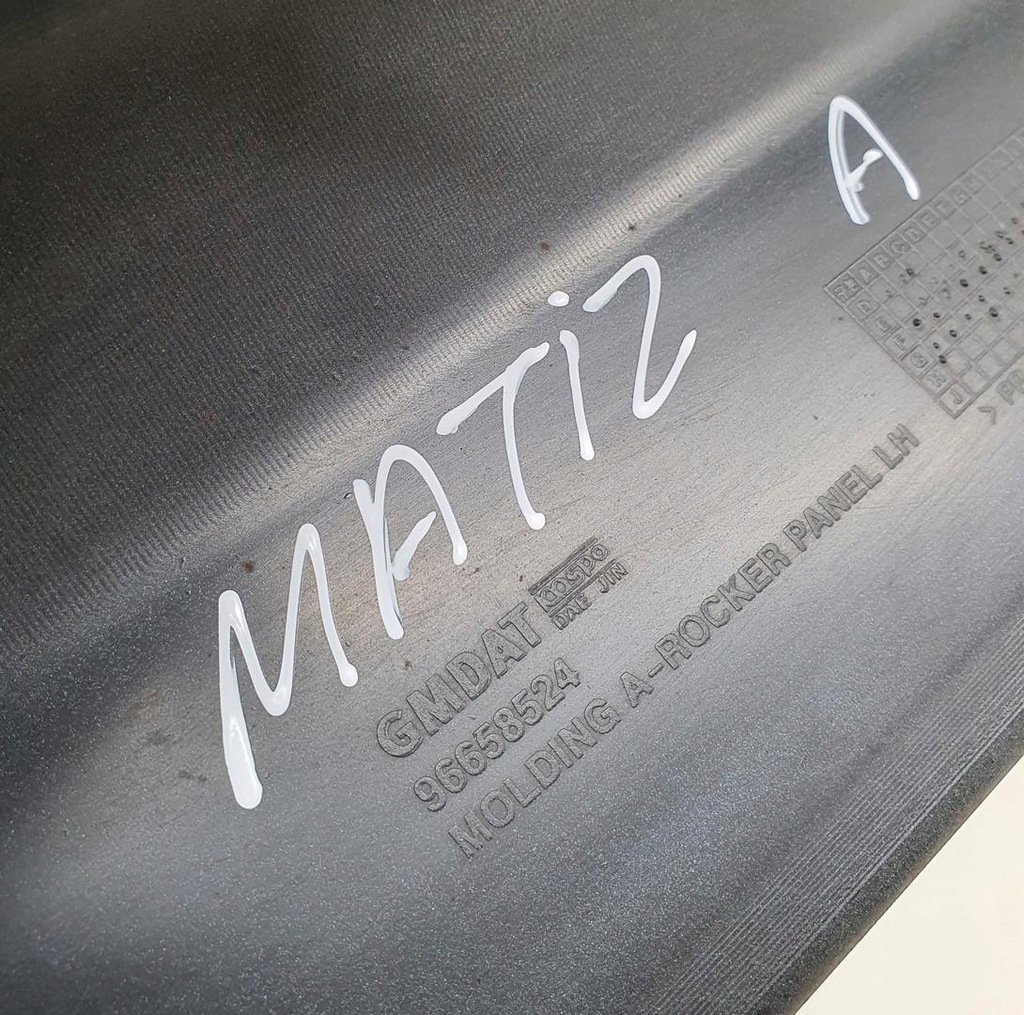 MATiZ A
GMDAT
cospo
DAE JIN
96658524
MOLDING A-ROCKER PANEL LH